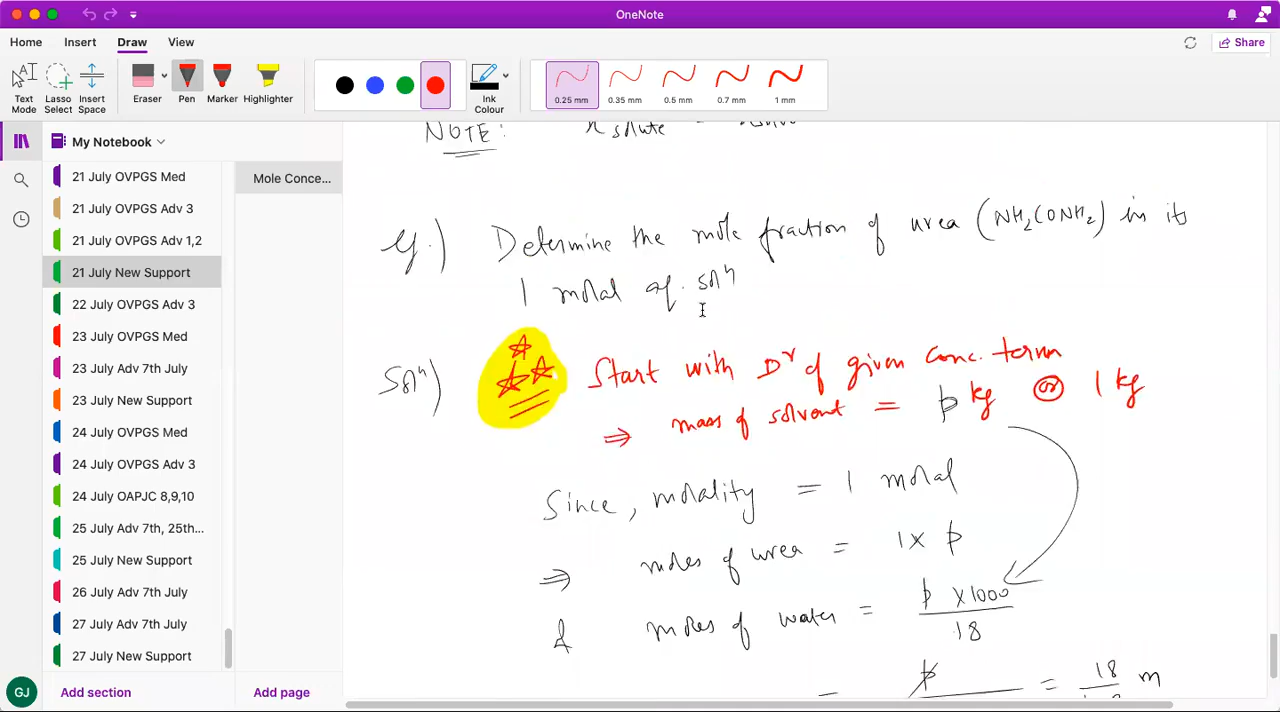 OneNote
Home Insert Draw View
Share
Text Mode
Lasso Select
Insert Space
Eraser
Pen
Marker
Highlighter
Ink Colour
0.25 mm 0.35 mm 0.5 mm 0.7 mm 1 mm
My Notebook
21 July OVPGS Med
21 July OVPGS Adv 3
21 July OVPGS Adv 1,2
21 July New Support
22 July OVPGS Adv 3
23 July OVPGS Med
23 July Adv 7th July
23 July New Support
24 July OVPGS Med
24 July OVPGS Adv 3
24 July OAPJC 8,9,10
25 July Adv 7th, 25th...
25 July New Support
26 July Adv 7th July
27 July Adv 7th July
27 July New Support
GJ
Add section
Mole Conce...
Add page
NOTE:
eg.) Determine the mole fraction of urea (NH₂CONH₂) in its
1 molal aq. solⁿ
Solⁿ) Start with Dʳ of given conc. term
⇒ mass of solvent = p kg or 1 kg
Since, molality = 1 molal
⇒ moles of urea = 1 × p
& moles of water = p × 1000
18
= p = 18 m